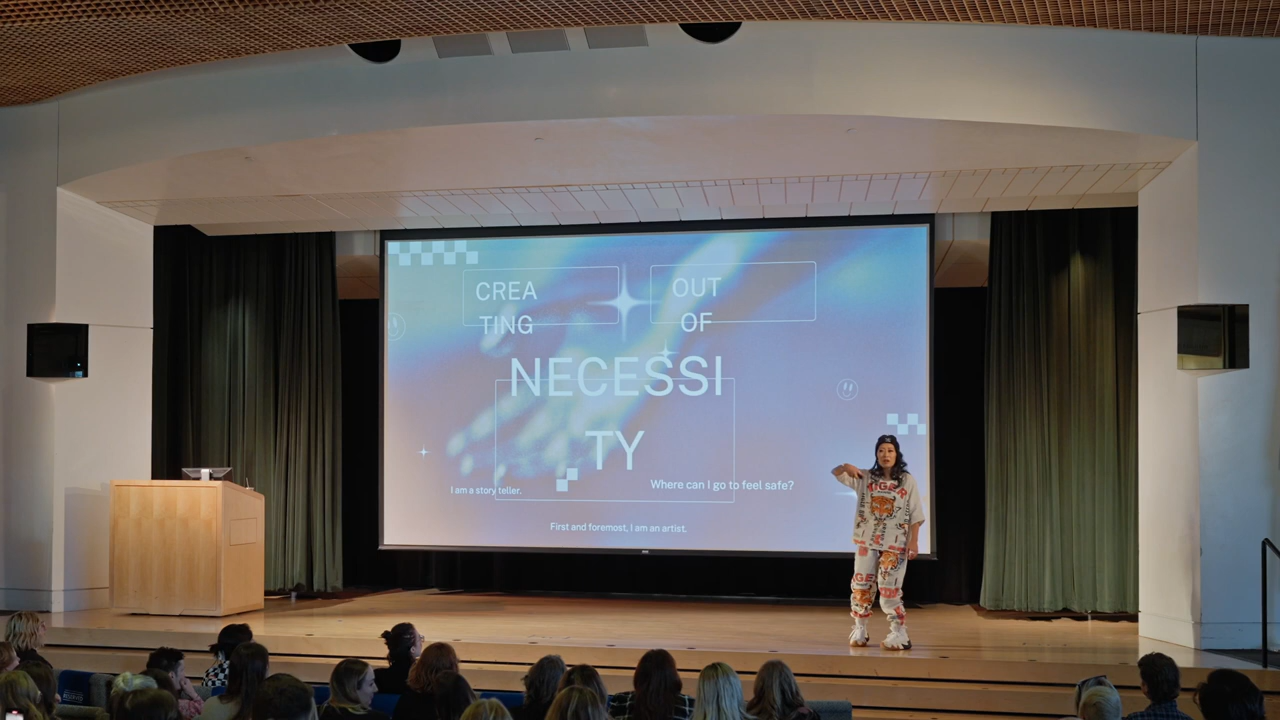 CREA
TING
OUT
OF
NECESSI
TY
I am a story teller.
Where can I go to feel safe?
First and foremost, I am an artist.
TIGER